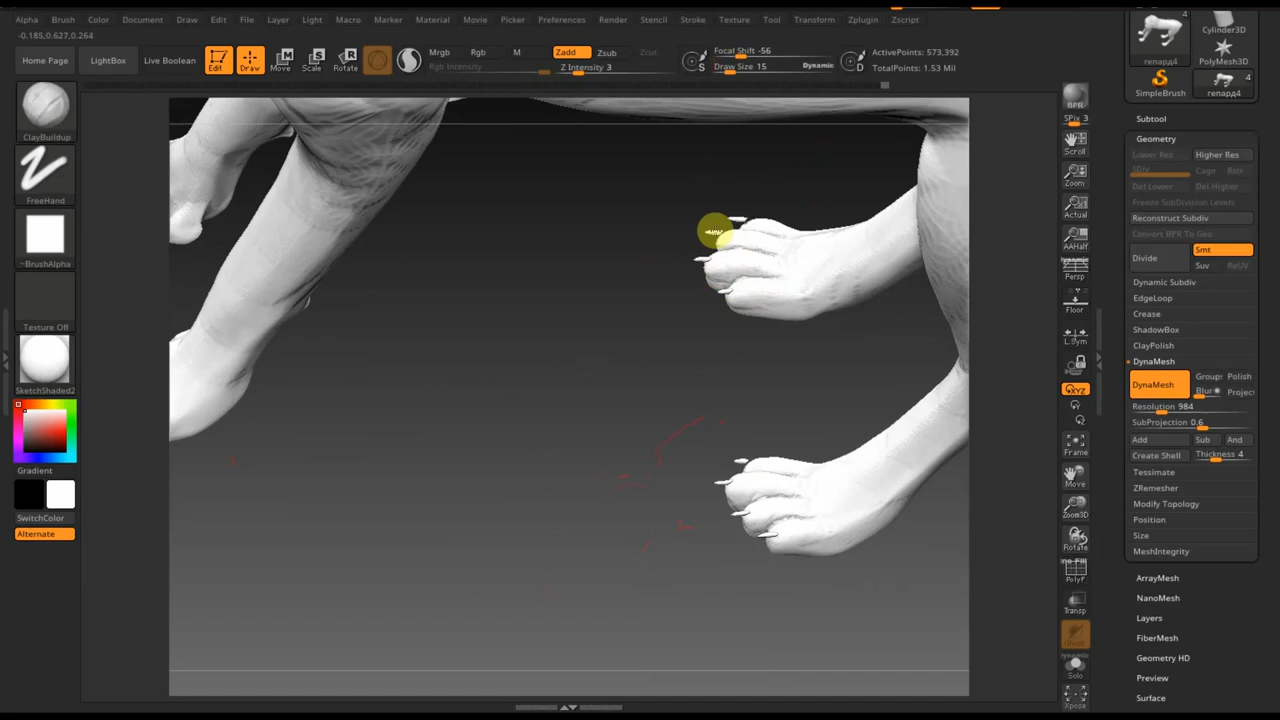 Alpha Brush Color Document Draw Edit File Layer Light Macro Marker Material Movie Picker Preferences Render Stencil Stroke Texture Tool Transform Zplugin Zscript
-0.185,0.627,0.264
Home Page LightBox Live Boolean Edit Draw Move Scale Rotate
Mrgb Rgb M Zadd Zsub Zcut
Rgb Intensity Z Intensity 3
Focal Shift -56
Draw Size 15 Dynamic
S D
ActivePoints: 573,392
TotalPoints: 1.53 Mil
ClayBuildup
FreeHand
~BrushAlpha
Texture Off
SketchShaded2
Gradient
SwitchColor
Alternate
BPR
SPix 3
Scroll
Zoom
Actual
AAHalf
Dynamic
Persp
Floor
L.Sym
XYZ
Frame
Move
Zoom3D
Rotate
PolyF
Transp
Dynamic
Solo
Xpose
4
гепард4
Cylinder3D
PolyMesh3D
SimpleBrush
4
гепард4
Subtool
Geometry
Lower Res Higher Res
SDiv Cage Rstr
Del Lower Del Higher
Freeze SubDivision Levels
Reconstruct Subdiv
Convert BPR To Geo
Divide Smt
Suv ReUV
Dynamic Subdiv
EdgeLoop
Crease
ShadowBox
ClayPolish
DynaMesh
DynaMesh Groups Polish
Blur Project
Resolution 984
SubProjection 0.6
Add Sub And
Create Shell Thickness 4
Tessimate
ZRemesher
Modify Topology
Position
Size
MeshIntegrity
ArrayMesh
NanoMesh
Layers
FiberMesh
Geometry HD
Preview
Surface